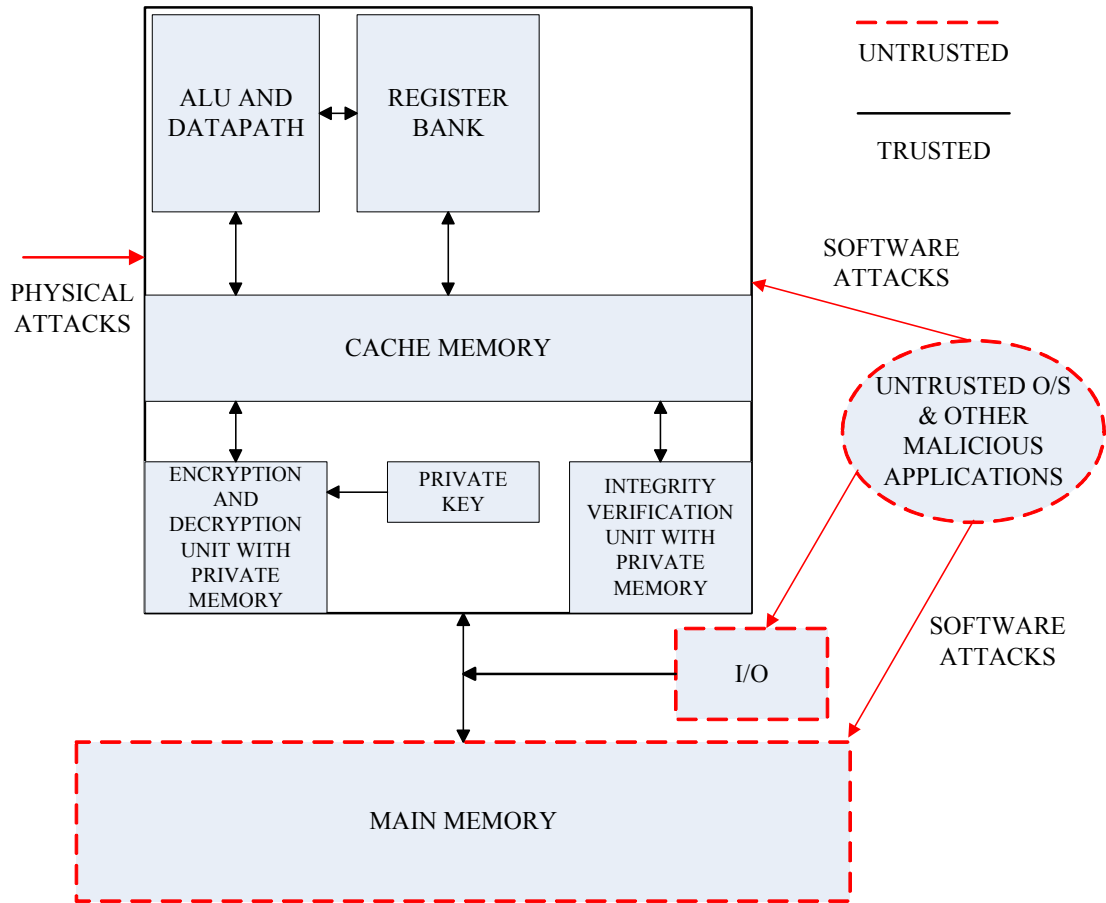 ALU AND
DATAPATH
REGISTER
BANK
UNTRUSTED
TRUSTED
PHYSICAL
ATTACKS
SOFTWARE
ATTACKS
CACHE MEMORY
UNTRUSTED O/S
& OTHER
MALICIOUS
APPLICATIONS
ENCRYPTION
AND
DECRYPTION
UNIT WITH
PRIVATE
MEMORY
PRIVATE
KEY
INTEGRITY
VERIFICATION
UNIT WITH
PRIVATE
MEMORY
SOFTWARE
ATTACKS
I/O
MAIN MEMORY